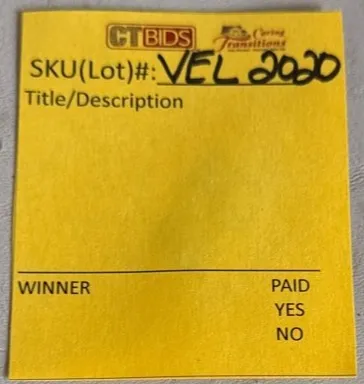 CTBIDS Caring Transitions
SKU(Lot)#: VEL 2020
Title/Description
WINNER PAID
YES
NO